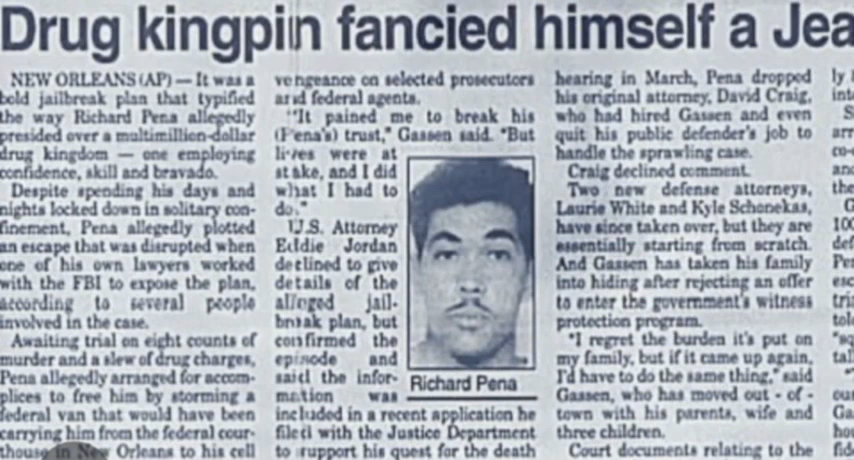 Drug kingpin fancied himself a Jea
NEW ORLEANS (AP) — It was a
bold jailbreak plan that typified
the way Richard Pena allegedly
presided over a multimillion-dollar
drug kingdom — one employing
confidence, skill and bravado.
Despite spending his days and
nights locked down in solitary con-
finement, Pena allegedly plotted
an escape that was disrupted when
one of his own lawyers worked
with the FBI to expose the plan,
according to several people
involved in the case.
Awaiting trial on eight counts of
murder and a slew of drug charges,
Pena allegedly arranged for accom-
plices to free him by storming a
federal van that would have been
carrying him from the federal cour-
thouse in New Orleans to his cell
vengeance on selected prosecutors
and federal agents.
"It pained me to break his
(Pena's) trust," Gassen said. "But
lives were at
stake, and I did
what I had to
do."
U.S. Attorney
Eddie Jordan
declined to give
details of the
alleged jail-
break plan, but
confirmed the
episode and
said the infor-
mation was
included in a recent application he
filed with the Justice Department
to support his quest for the death
Richard Pena
hearing in March, Pena dropped
his original attorney, David Craig,
who had hired Gassen and even
quit his public defender's job to
handle the sprawling case.
Craig declined comment.
Two new defense attorneys,
Laurie White and Kyle Schonekas,
have since taken over, but they are
essentially starting from scratch.
And Gassen has taken his family
into hiding after rejecting an offer
to enter the government's witness
protection program.
"I regret the burden it's put on
my family, but if it came up again,
I'd have to do the same thing," said
Gassen, who has moved out - of -
town with his parents, wife and
three children.
Court documents relating to the